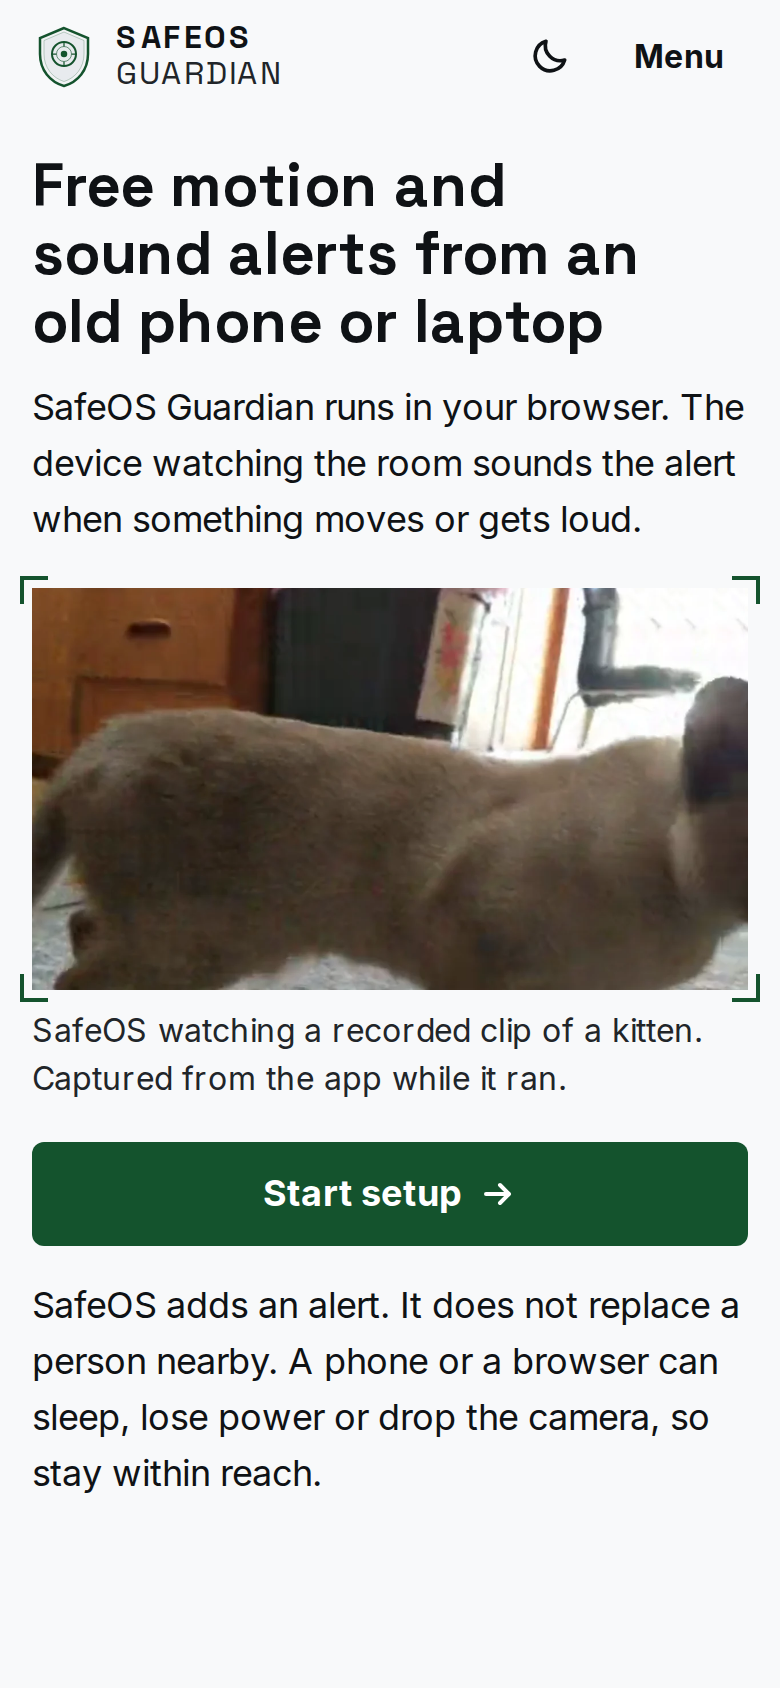 SAFEOS
GUARDIAN
Menu
Free motion and
sound alerts from an
old phone or laptop
SafeOS Guardian runs in your browser. The
device watching the room sounds the alert
when something moves or gets loud.
SafeOS watching a recorded clip of a kitten.
Captured from the app while it ran.
Start setup →
SafeOS adds an alert. It does not replace a
person nearby. A phone or a browser can
sleep, lose power or drop the camera, so
stay within reach.